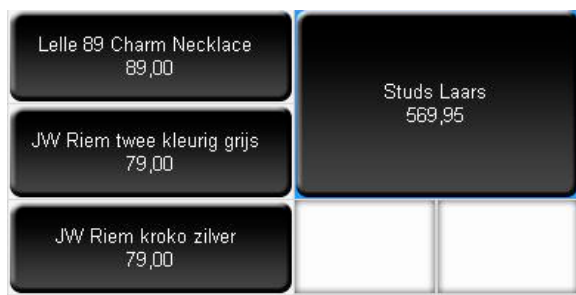 Lelle 89 Charm Necklace
89,00
Studs Laars
569,95
JW Riem twee kleurig grijs
79,00
JW Riem kroko zilver
79,00